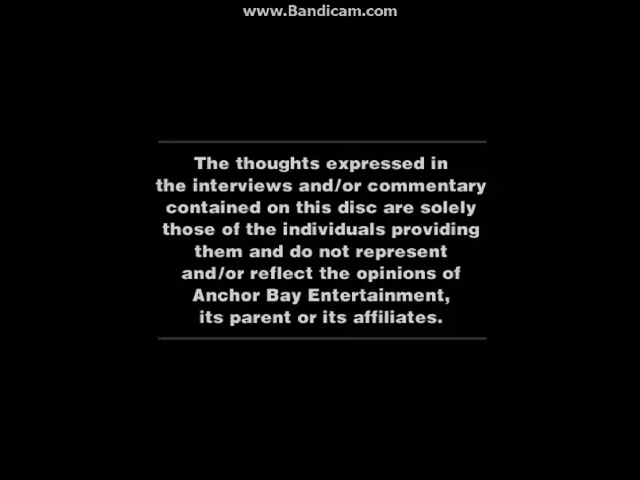 www.Bandicam.com
The thoughts expressed in
the interviews and/or commentary
contained on this disc are solely
those of the individuals providing
them and do not represent
and/or reflect the opinions of
Anchor Bay Entertainment,
its parent or its affiliates.